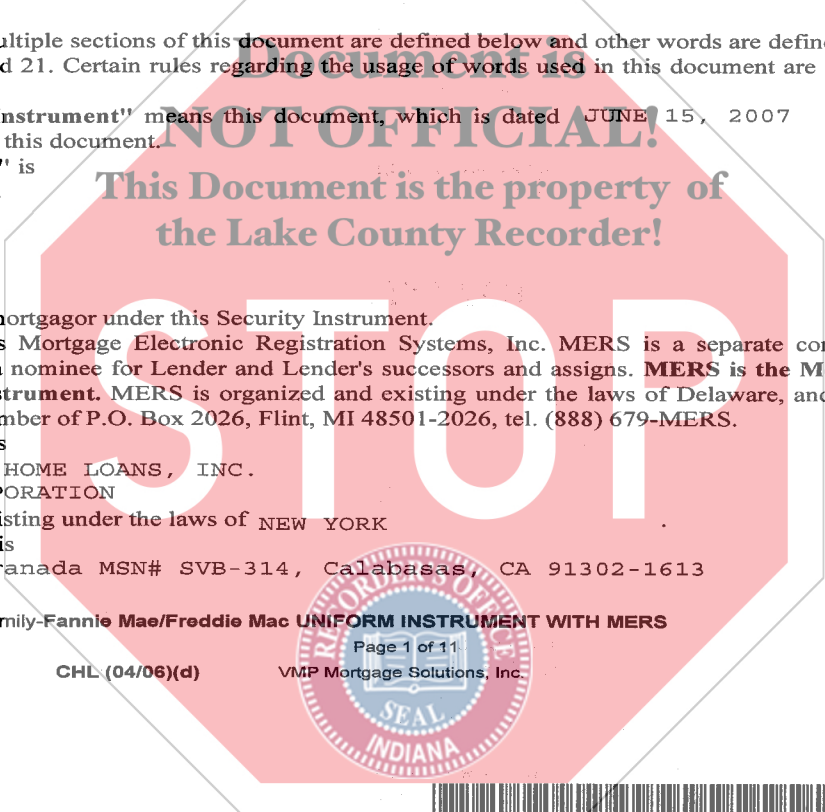 ultiple sections of this document are defined below and other words are define
d 21. Certain rules regarding the usage of words used in this document are
Document is
nstrument" means this document, which is dated JUNE 15, 2007
NOT OFFICIAL!
this document.
" is
This Document is the property of
the Lake County Recorder!
mortgagor under this Security Instrument.
s Mortgage Electronic Registration Systems, Inc. MERS is a separate cor
a nominee for Lender and Lender's successors and assigns. MERS is the M
strument. MERS is organized and existing under the laws of Delaware, and
mber of P.O. Box 2026, Flint, MI 48501-2026, tel. (888) 679-MERS.
STOP
s
HOME LOANS, INC.
PORATION
isting under the laws of NEW YORK .
is
ranada MSN# SVB-314, Calabasas, CA 91302-1613
mily-Fannie Mae/Freddie Mac UNIFORM INSTRUMENT WITH MERS
Page 1 of 11
CHL (04/06)(d) VMP Mortgage Solutions, Inc.
RECORDER'S OFFICE
SEAL
INDIANA